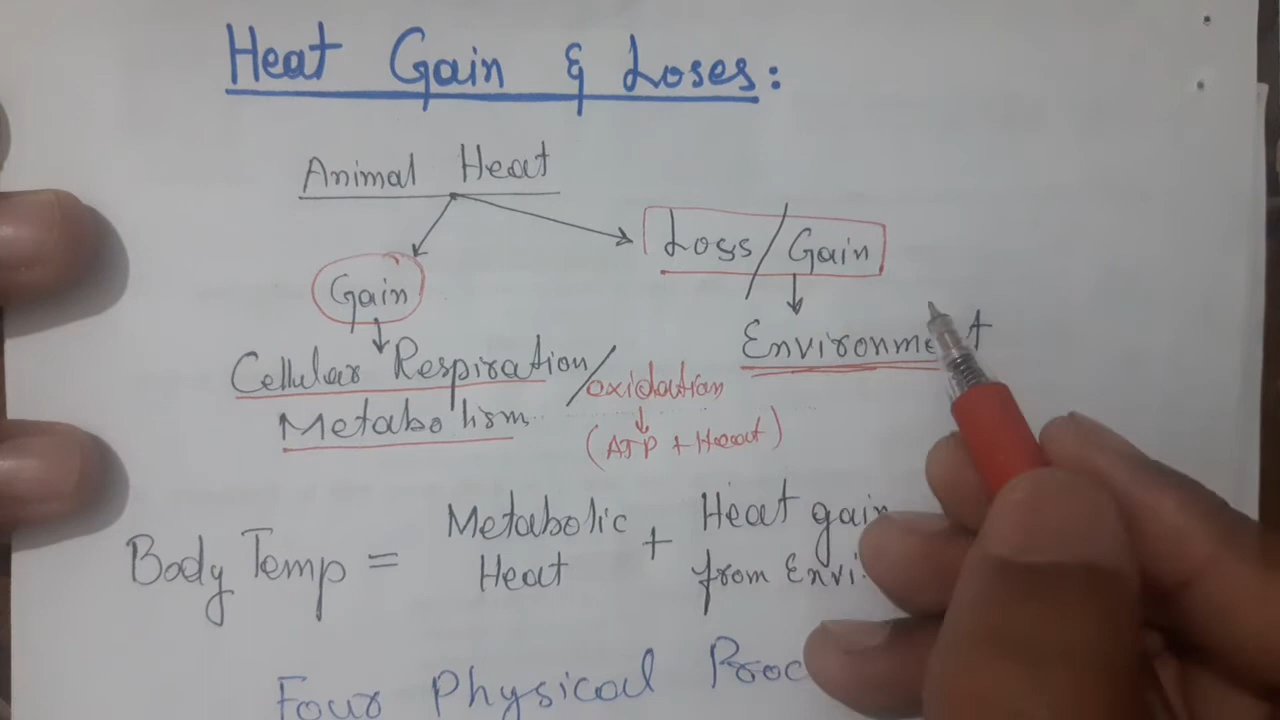 Heat Gain & Loses:
Animal Heat
Loss/Gain
Gain
Environment
Cellular Respiration/
oxidation
Metabolism
(ATP + Heat)
Body Temp = Metabolic Heat + Heat gain from Envi.
Four Physical